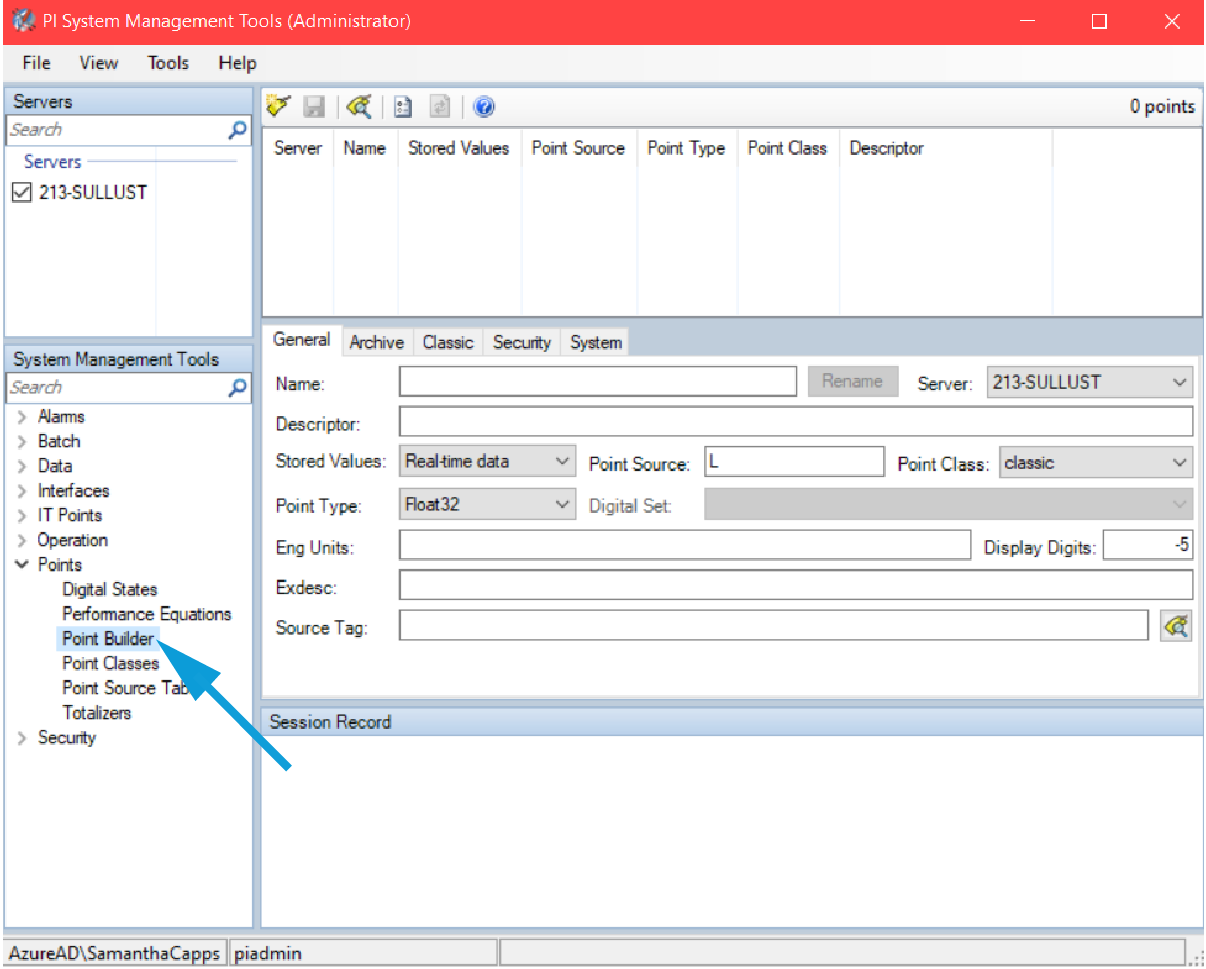 PI System Management Tools (Administrator)
File View Tools Help
Servers
Search
Servers
213-SULLUST
System Management Tools
Search
Alarms
Batch
Data
Interfaces
IT Points
Operation
Points
Digital States
Performance Equations
Point Builder
Point Classes
Point Source Tab
Totalizers
Security
0 points
Server Name Stored Values Point Source Point Type Point Class Descriptor
General Archive Classic Security System
Name: Rename Server: 213-SULLUST
Descriptor:
Stored Values: Real-time data Point Source: L Point Class: classic
Point Type: Float32 Digital Set:
Eng Units: Display Digits: -5
Exdesc:
Source Tag:
Session Record
AzureAD\SamanthaCapps piadmin